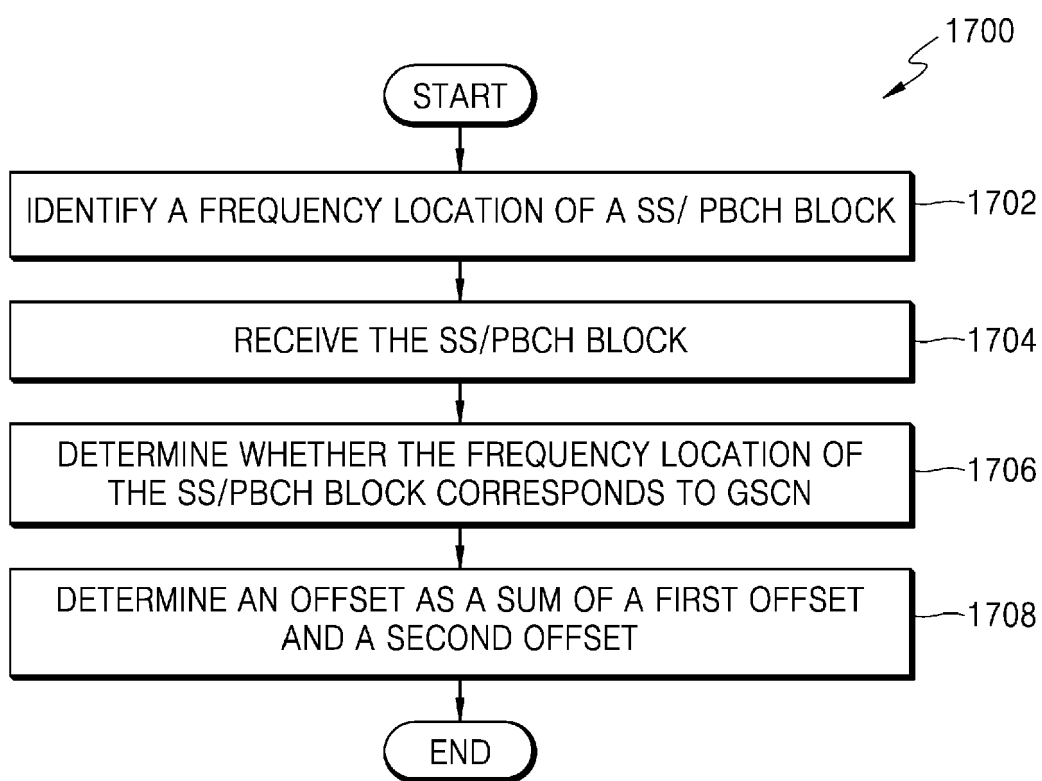 1700
START
IDENTIFY A FREQUENCY LOCATION OF A SS/ PBCH BLOCK
1702
RECEIVE THE SS/PBCH BLOCK
1704
DETERMINE WHETHER THE FREQUENCY LOCATION OF
THE SS/PBCH BLOCK CORRESPONDS TO GSCN
1706
DETERMINE AN OFFSET AS A SUM OF A FIRST OFFSET
AND A SECOND OFFSET
1708
END